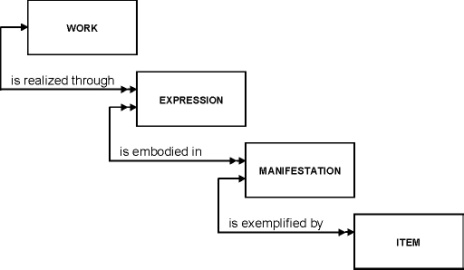 WORK
is realized through
EXPRESSION
is embodied in
MANIFESTATION
is exemplified by
ITEM